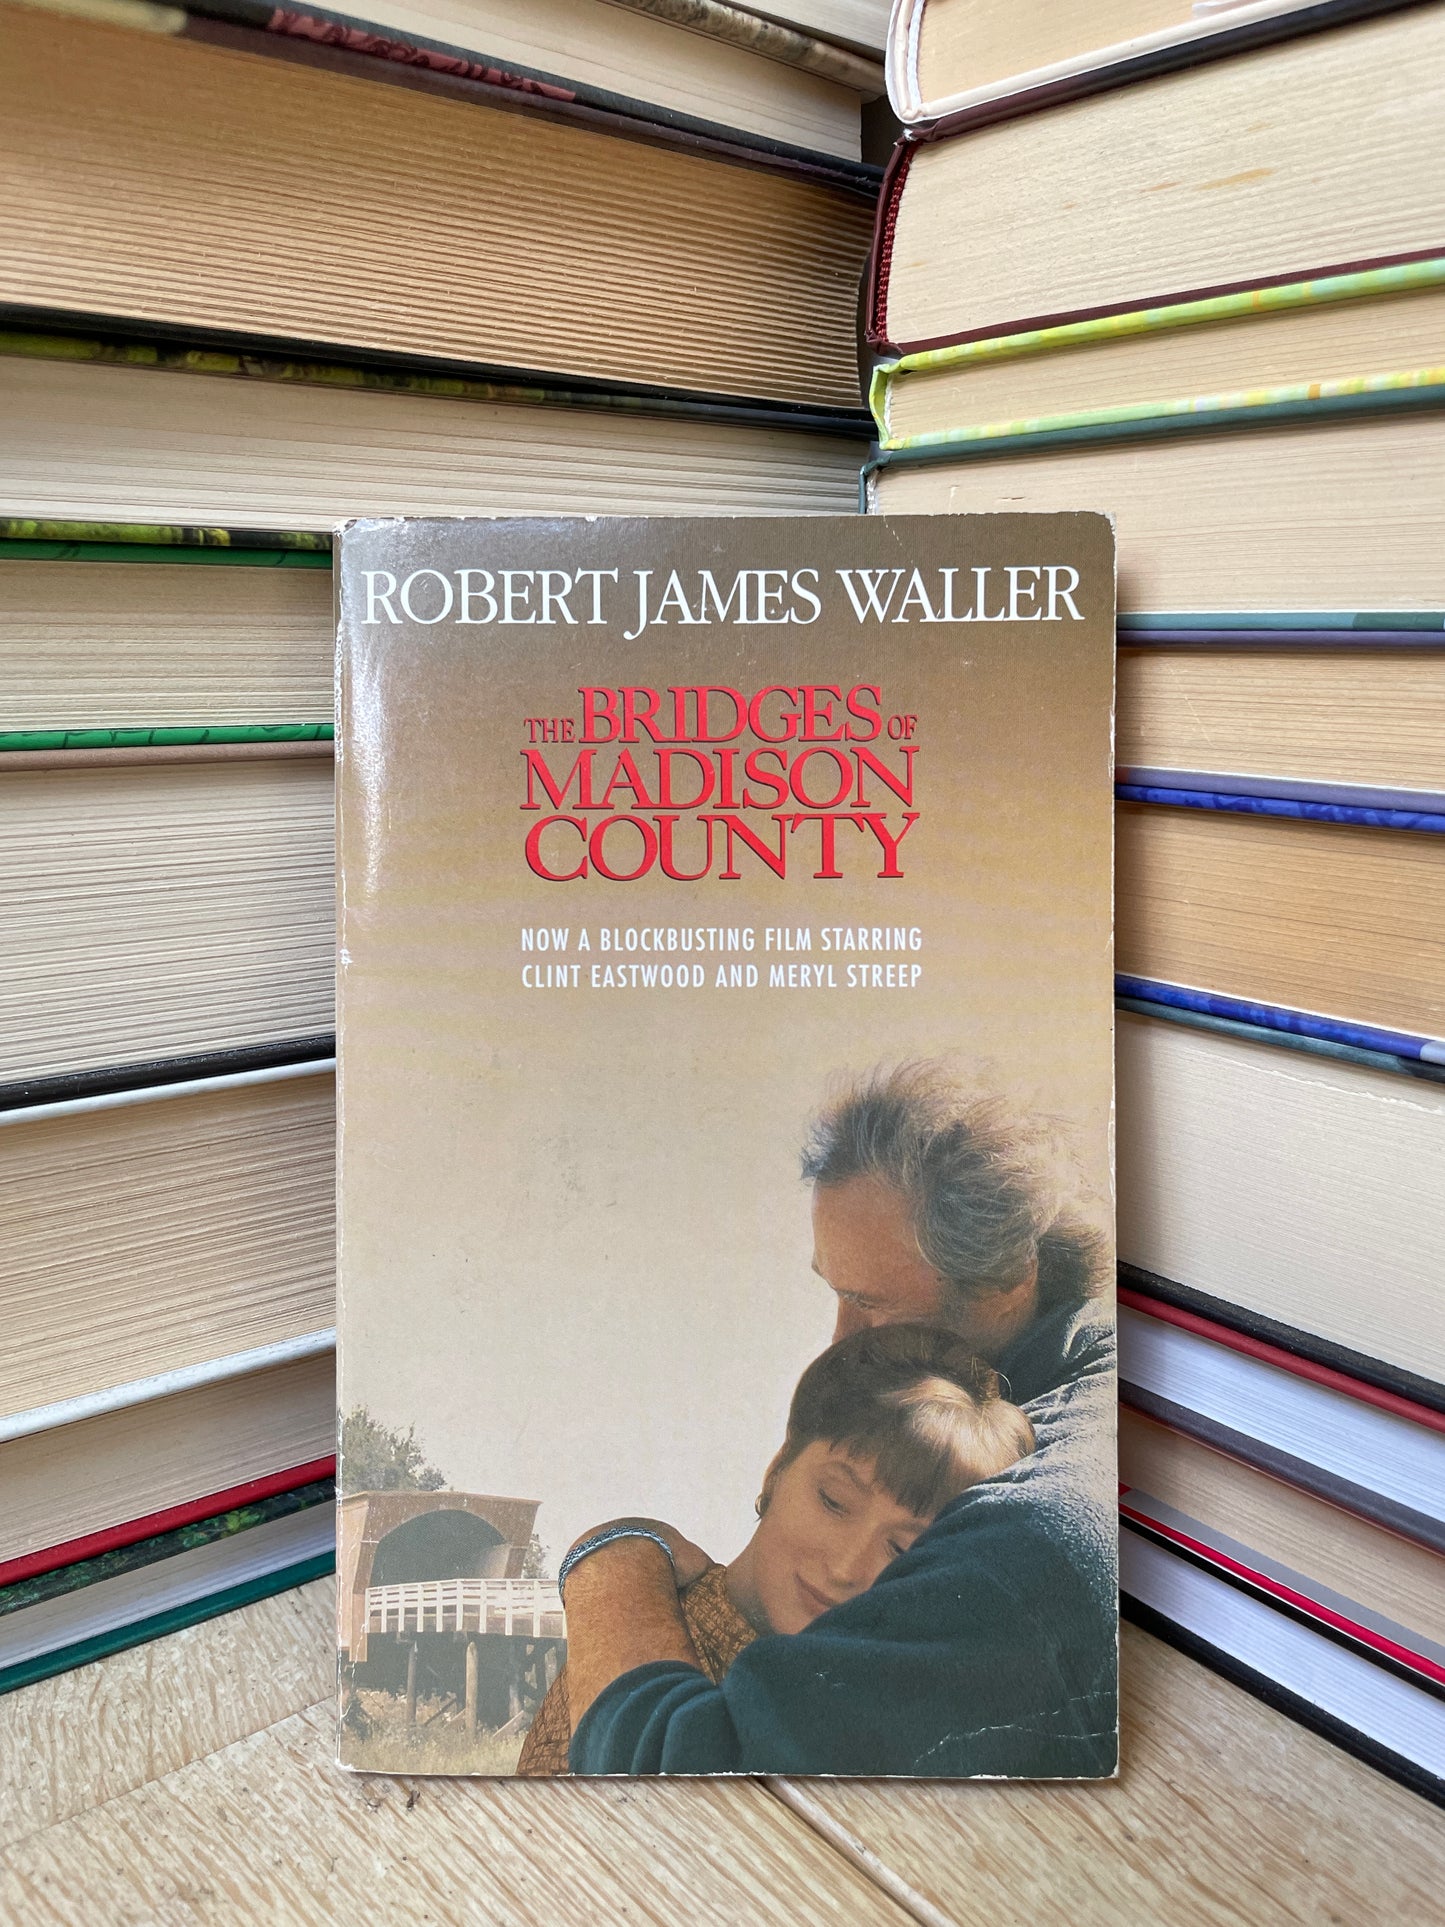 ROBERT JAMES WALLER
THE BRIDGES OF
MADISON
COUNTY
NOW A BLOCKBUSTING FILM STARRING
CLINT EASTWOOD AND MERYL STREEP